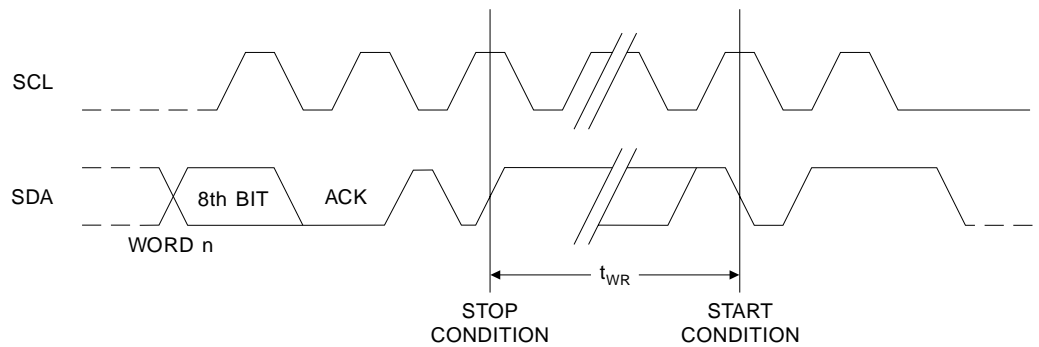 SCL
SDA
8th BIT
ACK
WORD n
tWR
STOP
CONDITION
START
CONDITION